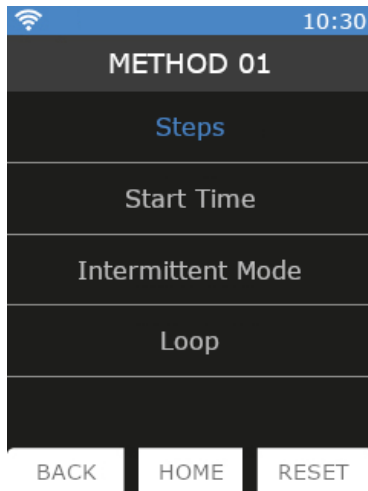 10:30
METHOD 01
Steps
Start Time
Intermittent Mode
Loop
BACK HOME RESET